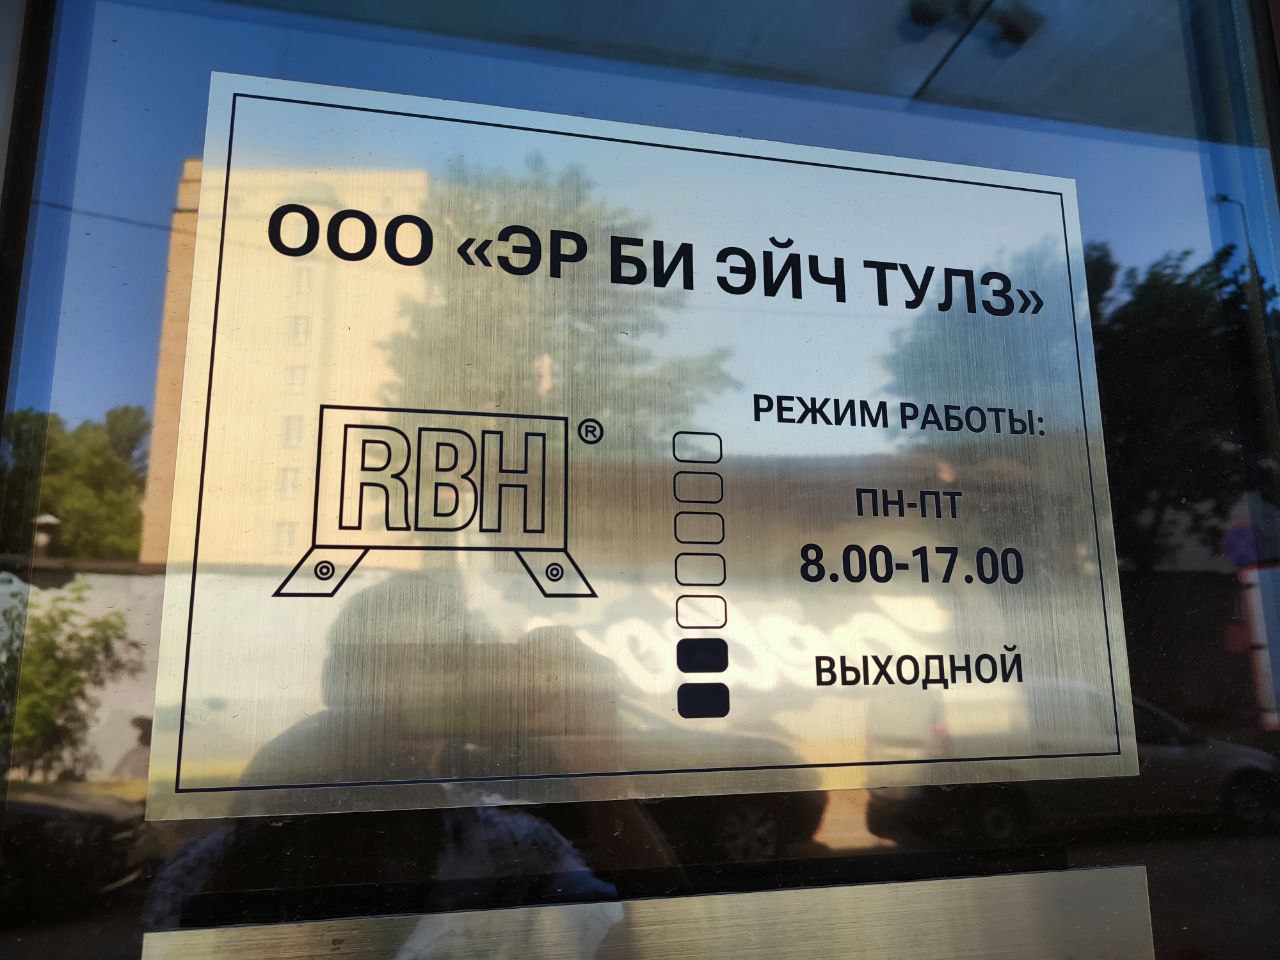 ООО «ЭР БИ ЭЙЧ ТУЛЗ»
RBH®
РЕЖИМ РАБОТЫ:
ПН-ПТ
8.00-17.00
ВЫХОДНОЙ